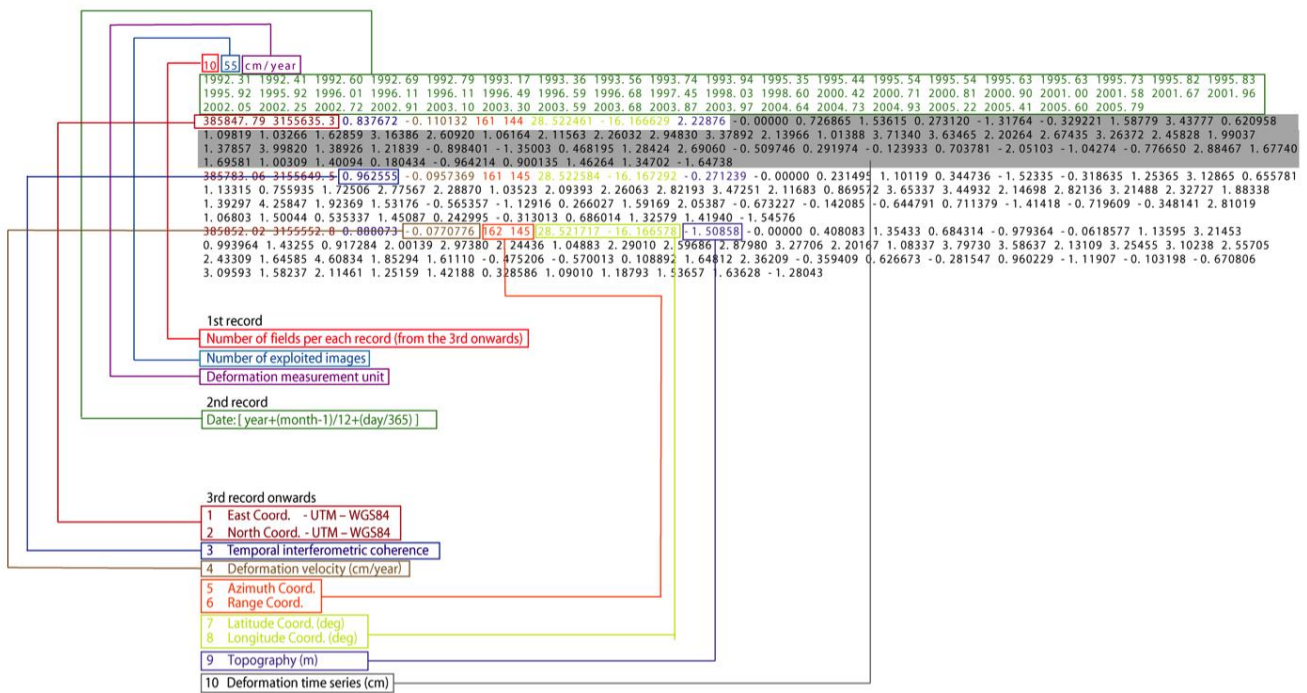 10 55 cm/year
1992.31 1992.41 1992.60 1992.69 1992.79 1993.17 1993.36 1993.56 1993.74 1993.94 1995.35 1995.44 1995.54 1995.54 1995.63 1995.63 1995.73 1995.82 1995.83
1995.92 1995.92 1996.01 1996.11 1996.11 1996.49 1996.59 1996.68 1997.45 1998.03 1998.60 2000.42 2000.71 2000.81 2000.90 2001.00 2001.58 2001.67 2001.96
2002.05 2002.25 2002.72 2002.91 2003.10 2003.30 2003.59 2003.68 2003.87 2003.97 2004.64 2004.73 2004.93 2005.22 2005.41 2005.60 2005.79
385847.79 3155635.3 0.837672 -0.110132 161 144 28.522461 -16.166629 2.22876 -0.00000 0.726865 1.53615 0.273120 -1.31764 -0.329221 1.58779 3.43777 0.620958
1.09819 1.03266 1.62859 3.16386 2.60920 1.06164 2.11563 2.26032 2.94830 3.37892 2.13966 1.01388 3.71340 3.63465 2.20264 2.67435 3.26372 2.45828 1.99037
1.37857 3.99820 1.38926 1.21839 -0.898401 -1.35003 0.468195 1.28424 2.69060 -0.509746 0.291974 -0.123933 0.703781 -2.05103 -1.04274 -0.776650 2.88467 1.67740
1.69581 1.00309 1.40094 0.180434 -0.964214 0.900135 1.46264 1.34702 -1.64738
385783.06 3155649.5 0.962555 -0.0957369 161 145 28.522584 -16.167292 -0.271239 -0.00000 0.231495 1.10119 0.344736 -1.52335 -0.318635 1.25365 3.12865 0.655781
1.13315 0.755935 1.72506 2.77567 2.28870 1.03523 2.09393 2.26063 2.82193 3.47251 2.11683 0.869572 3.65337 3.44932 2.14698 2.82136 3.21488 2.32727 1.88338
1.39297 4.25847 1.92369 1.53176 -0.565357 -1.12916 0.266027 1.59169 2.05387 -0.673227 -0.142085 -0.644791 0.711379 -1.41418 -0.719609 -0.348141 2.81019
1.06803 1.50044 0.535337 1.45087 0.242995 -0.313013 0.686014 1.32579 1.41940 -1.54576
385852.02 3155552.8 0.888073 -0.0770776 162 145 28.521717 -16.166578 -1.50858 -0.00000 0.408083 1.35433 0.684314 -0.979364 -0.0618577 1.13595 3.21453
0.993964 1.43255 0.917284 2.00139 2.97380 2.24436 1.04883 2.29010 2.59686 2.87980 3.27706 2.20167 1.08337 3.79730 3.58637 2.13109 3.25455 3.10238 2.55705
2.43309 1.64585 4.60834 1.85294 1.61110 -0.475206 -0.570013 0.108892 1.64812 2.36209 -0.359409 0.626673 -0.281547 0.960229 -1.11907 -0.103198 -0.670806
3.09593 1.58237 2.11461 1.25159 1.42188 0.328586 1.09010 1.18793 1.53657 1.63628 -1.28043
1st record
Number of fields per each record (from the 3rd onwards)
Number of exploited images
Deformation measurement unit
2nd record
Date: [ year+(month-1)/12+(day/365) ]
3rd record onwards
1 East Coord. - UTM – WGS84
2 North Coord. - UTM – WGS84
3 Temporal interferometric coherence
4 Deformation velocity (cm/year)
5 Azimuth Coord.
6 Range Coord.
7 Latitude Coord. (deg)
8 Longitude Coord. (deg)
9 Topography (m)
10 Deformation time series (cm)